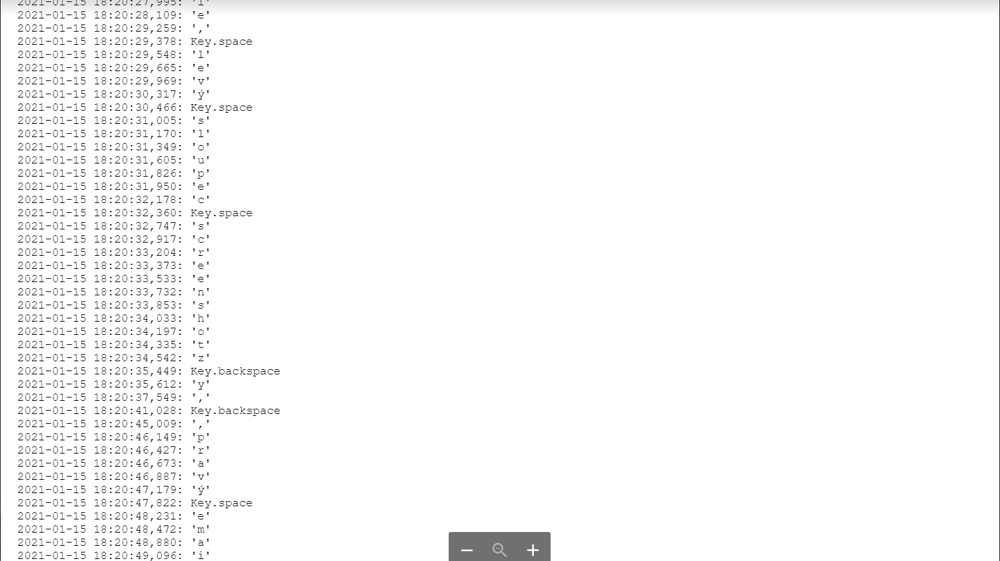 2021-01-15 18:20:27,995: 'l'
2021-01-15 18:20:28,109: 'e'
2021-01-15 18:20:29,259: ','
2021-01-15 18:20:29,378: Key.space
2021-01-15 18:20:29,548: 'l'
2021-01-15 18:20:29,665: 'e'
2021-01-15 18:20:29,969: 'v'
2021-01-15 18:20:30,317: 'ý'
2021-01-15 18:20:30,466: Key.space
2021-01-15 18:20:31,005: 's'
2021-01-15 18:20:31,170: 'l'
2021-01-15 18:20:31,349: 'o'
2021-01-15 18:20:31,605: 'u'
2021-01-15 18:20:31,826: 'p'
2021-01-15 18:20:31,950: 'e'
2021-01-15 18:20:32,178: 'c'
2021-01-15 18:20:32,360: Key.space
2021-01-15 18:20:32,747: 's'
2021-01-15 18:20:32,917: 'c'
2021-01-15 18:20:33,204: 'r'
2021-01-15 18:20:33,373: 'e'
2021-01-15 18:20:33,533: 'e'
2021-01-15 18:20:33,732: 'n'
2021-01-15 18:20:33,853: 's'
2021-01-15 18:20:34,033: 'h'
2021-01-15 18:20:34,197: 'o'
2021-01-15 18:20:34,335: 't'
2021-01-15 18:20:34,542: 'z'
2021-01-15 18:20:35,449: Key.backspace
2021-01-15 18:20:35,612: 'y'
2021-01-15 18:20:37,549: ','
2021-01-15 18:20:41,028: Key.backspace
2021-01-15 18:20:45,009: ','
2021-01-15 18:20:46,149: 'p'
2021-01-15 18:20:46,427: 'r'
2021-01-15 18:20:46,673: 'a'
2021-01-15 18:20:46,887: 'v'
2021-01-15 18:20:47,179: 'ý'
2021-01-15 18:20:47,822: Key.space
2021-01-15 18:20:48,231: 'e'
2021-01-15 18:20:48,472: 'm'
2021-01-15 18:20:48,880: 'a'
2021-01-15 18:20:49,096: 'i'